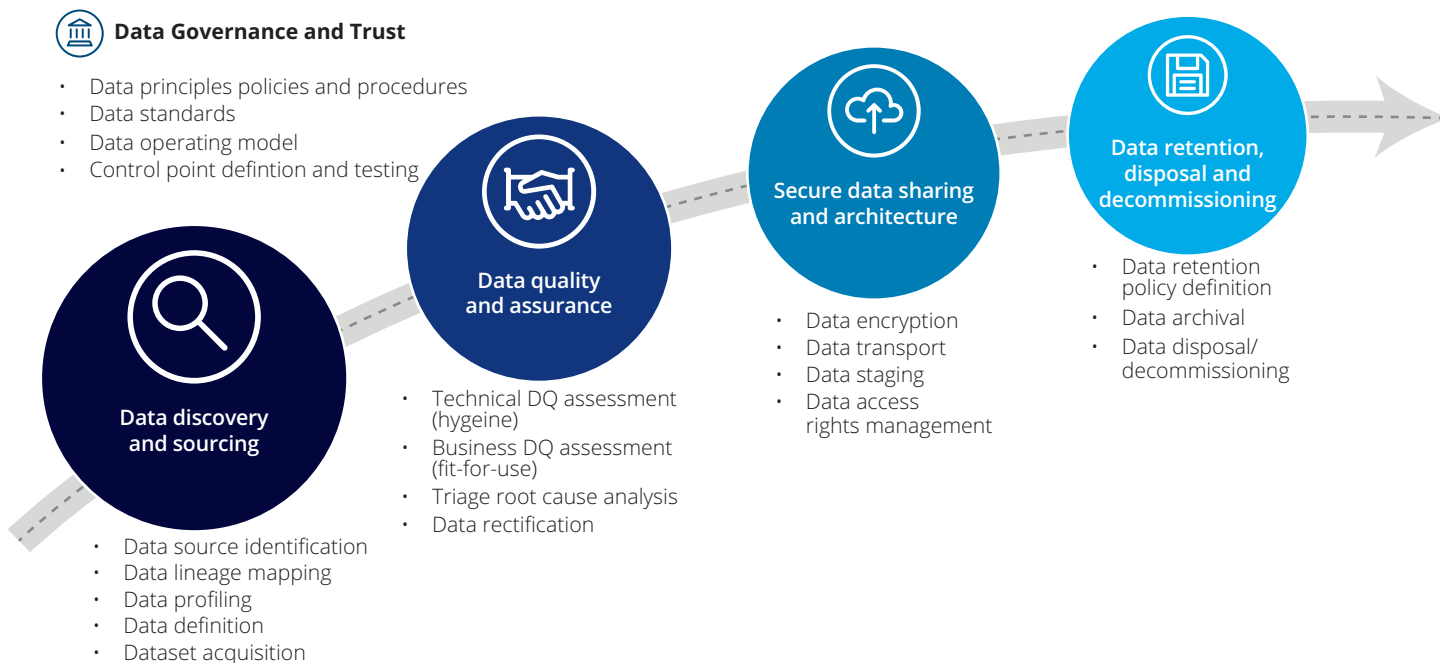 Data Governance and Trust
• Data principles policies and procedures
• Data standards
• Data operating model
• Control point defintion and testing
Data discovery
and sourcing
• Data source identification
• Data lineage mapping
• Data profiling
• Data definition
• Dataset acquisition
Data quality
and assurance
• Technical DQ assessment
(hygeine)
• Business DQ assessment
(fit-for-use)
• Triage root cause analysis
• Data rectification
Secure data sharing
and architecture
• Data encryption
• Data transport
• Data staging
• Data access
rights management
Data retention,
disposal and
decommissioning
• Data retention
policy definition
• Data archival
• Data disposal/
decommissioning